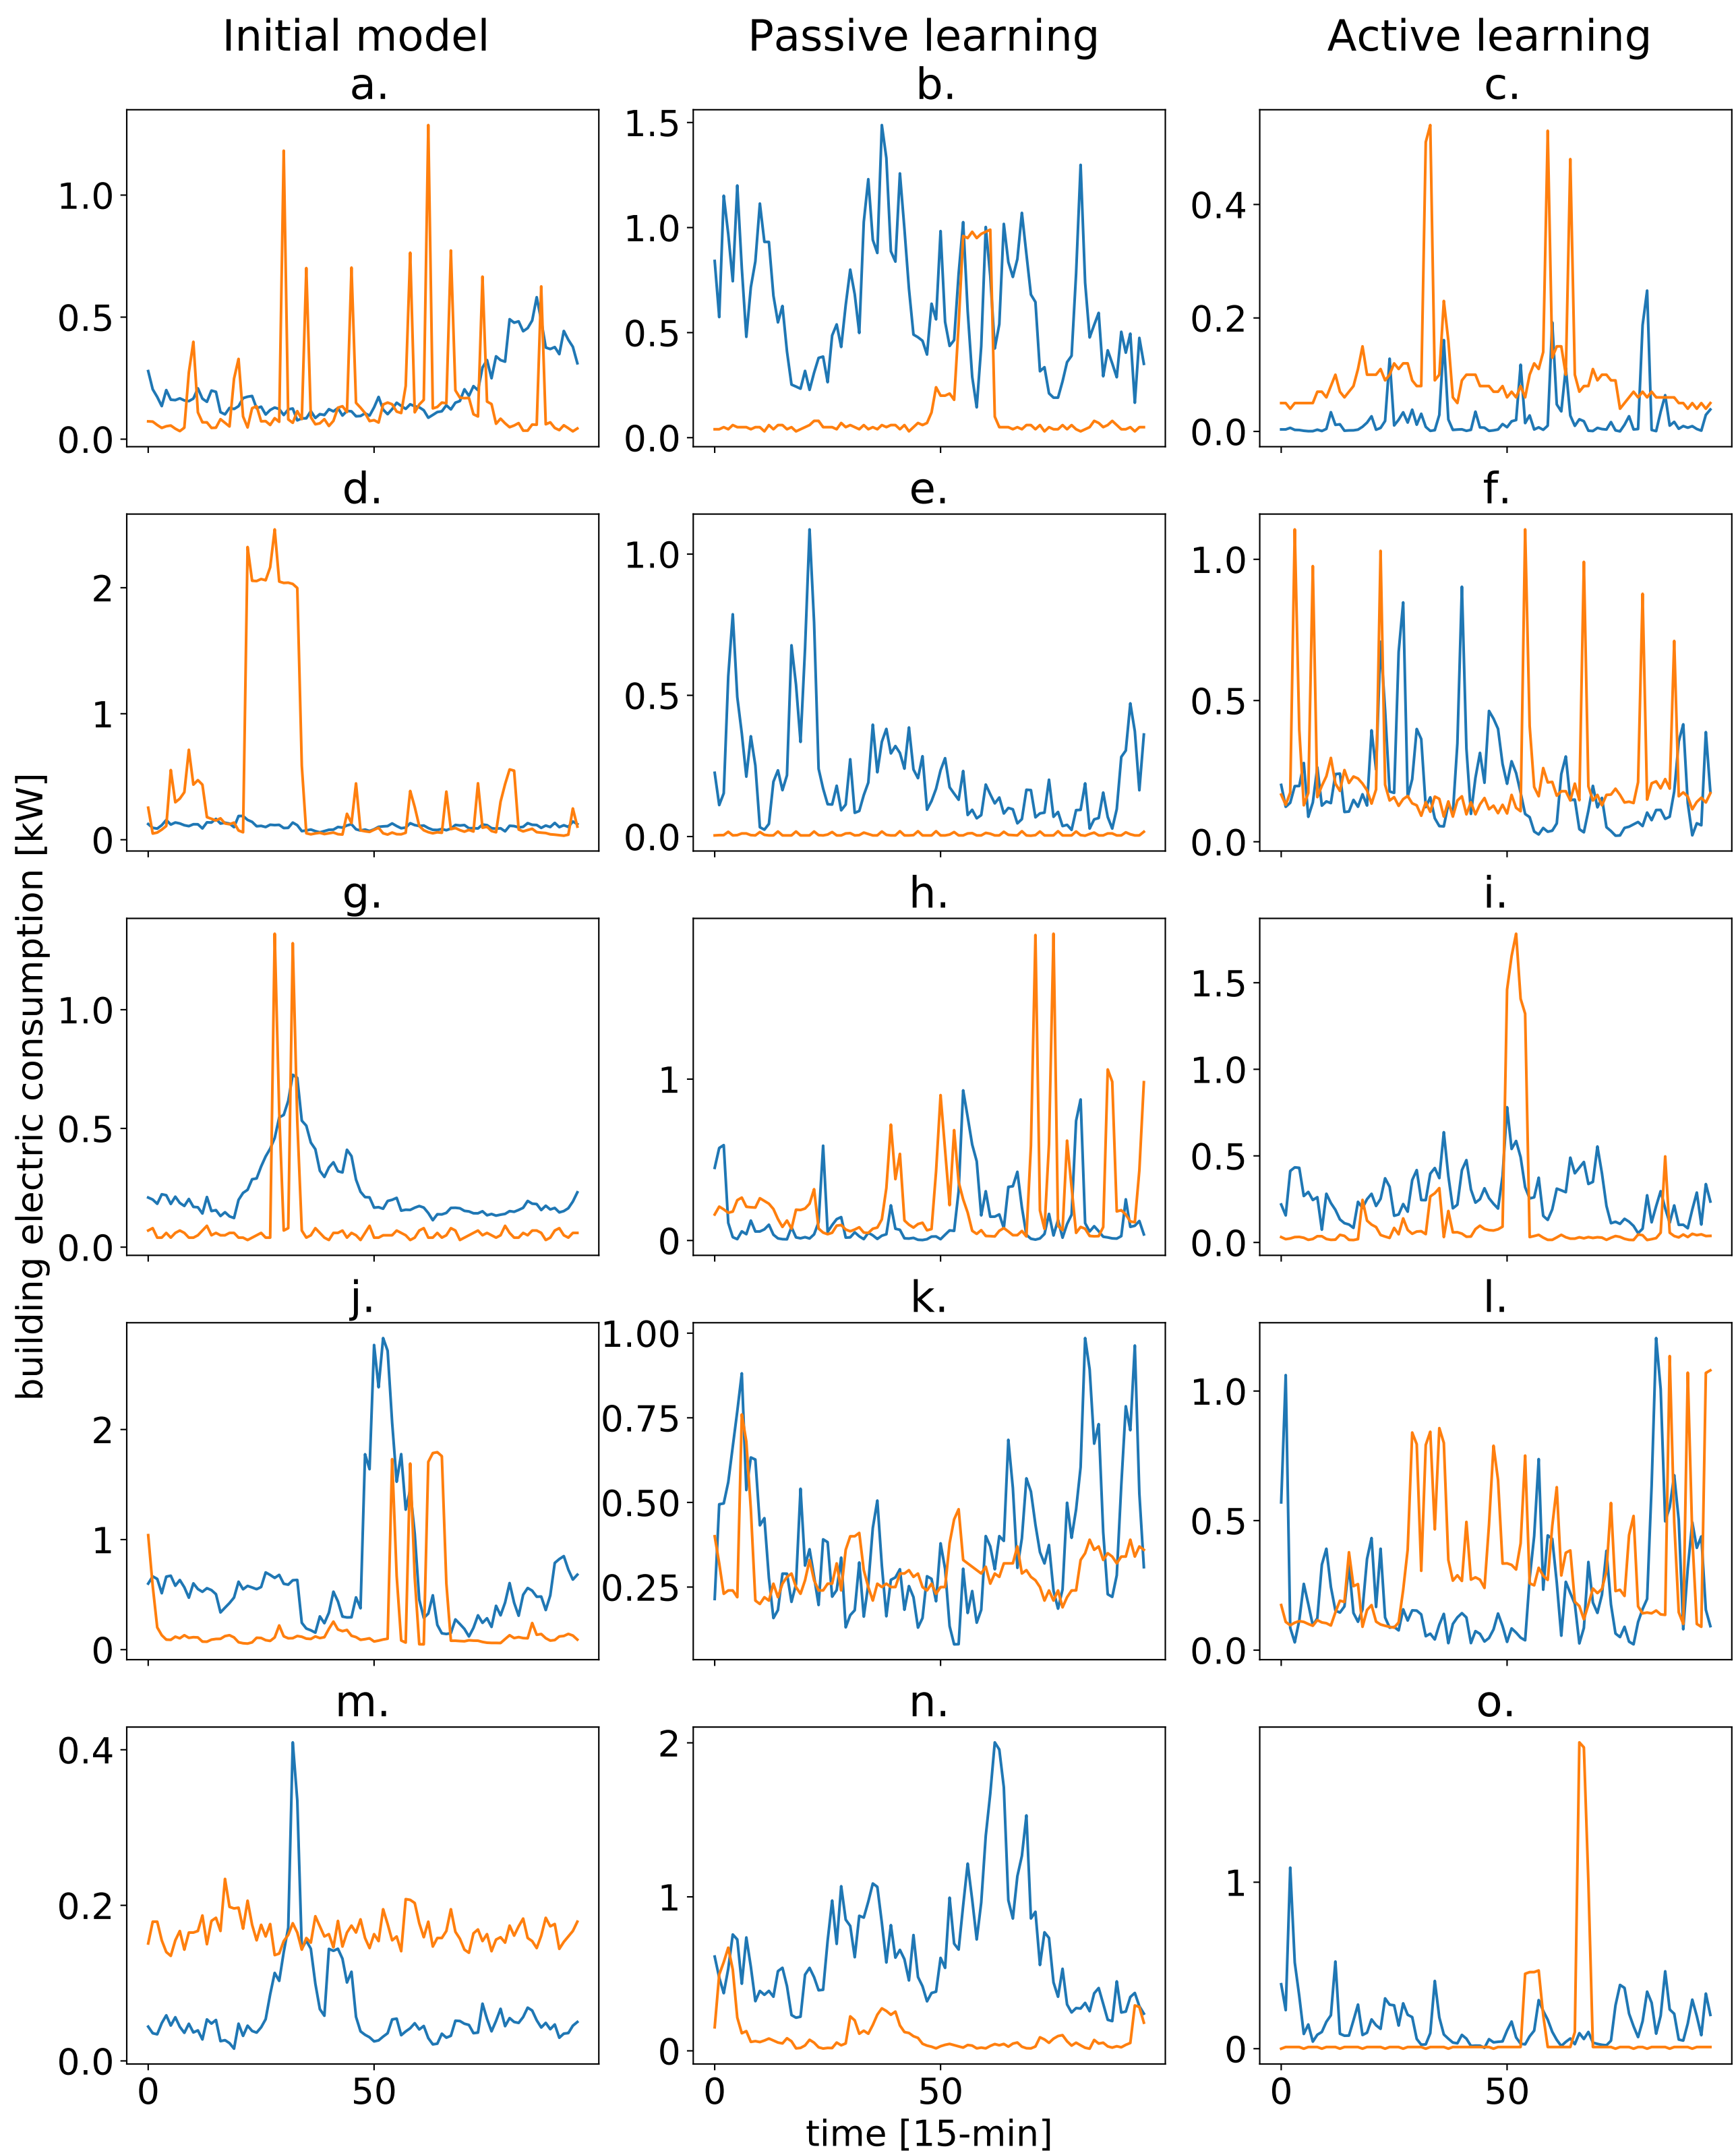 Initial model
Passive learning
Active learning
a.
b.
c.
1.0
0.5
0.0
1.5
1.0
0.5
0.0
0.4
0.2
0.0
d.
e.
f.
2
1
0
1.0
0.5
0.0
1.0
0.5
0.0
g.
h.
i.
1.0
0.5
0.0
1
0
1.5
1.0
0.5
0.0
building electric consumption [kW]
j.
k.
l.
2
1
0
1.00
0.75
0.50
0.25
1.0
0.5
0.0
m.
n.
o.
0.4
0.2
0.0
2
1
0
1
0
0 50
0 50
0 50
time [15-min]